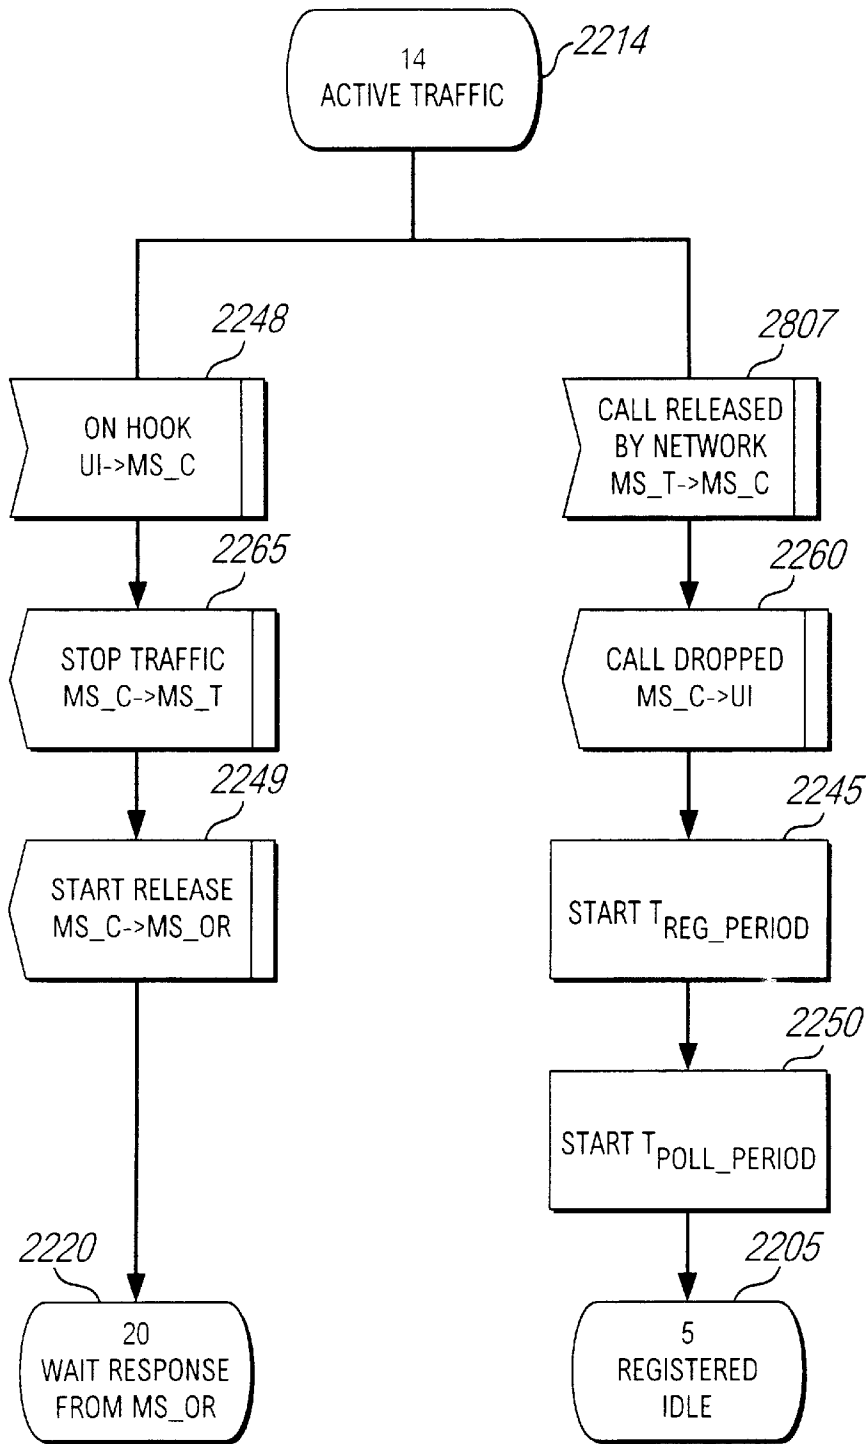 14
ACTIVE TRAFFIC
2214
2248
ON HOOK
UI->MS_C
2265
STOP TRAFFIC
MS_C->MS_T
2249
START RELEASE
MS_C->MS_OR
2220
20
WAIT RESPONSE
FROM MS_OR
2807
CALL RELEASED
BY NETWORK
MS_T->MS_C
2260
CALL DROPPED
MS_C->UI
2245
START TREG_PERIOD
2250
START TPOLL_PERIOD
2205
5
REGISTERED
IDLE